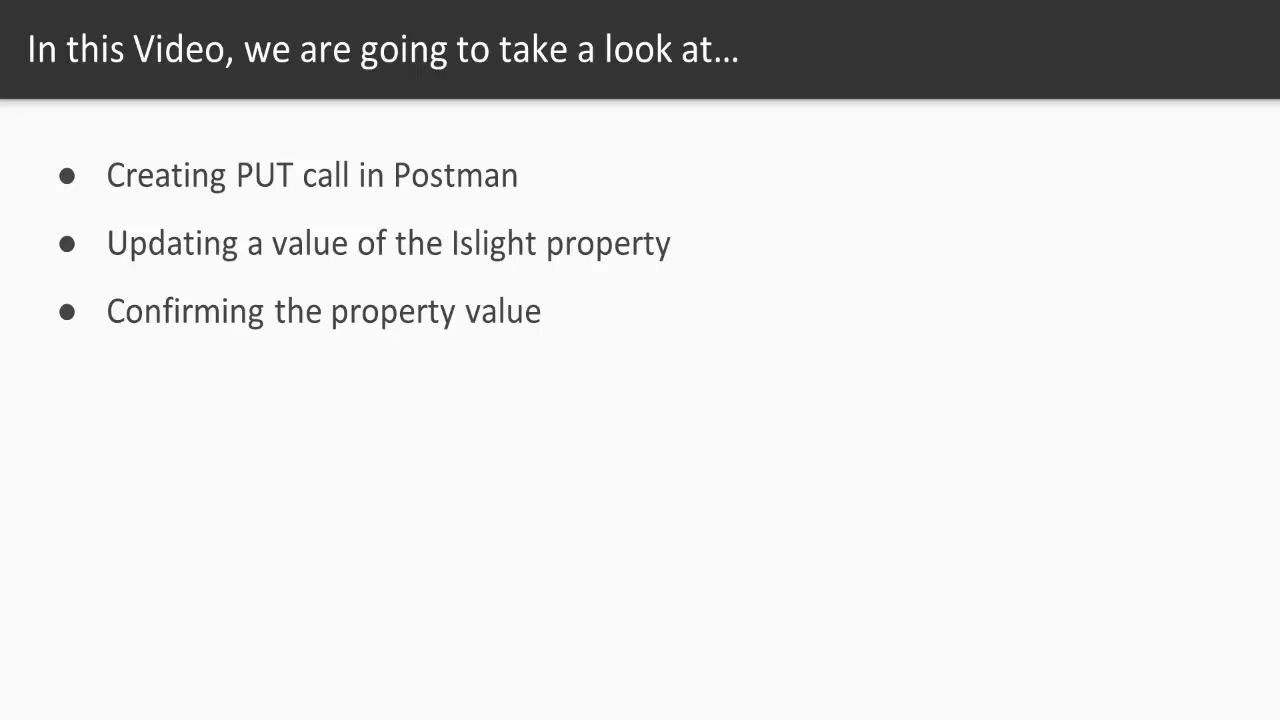 In this Video, we are going to take a look at...
● Creating PUT call in Postman
● Updating a value of the Islight property
● Confirming the property value